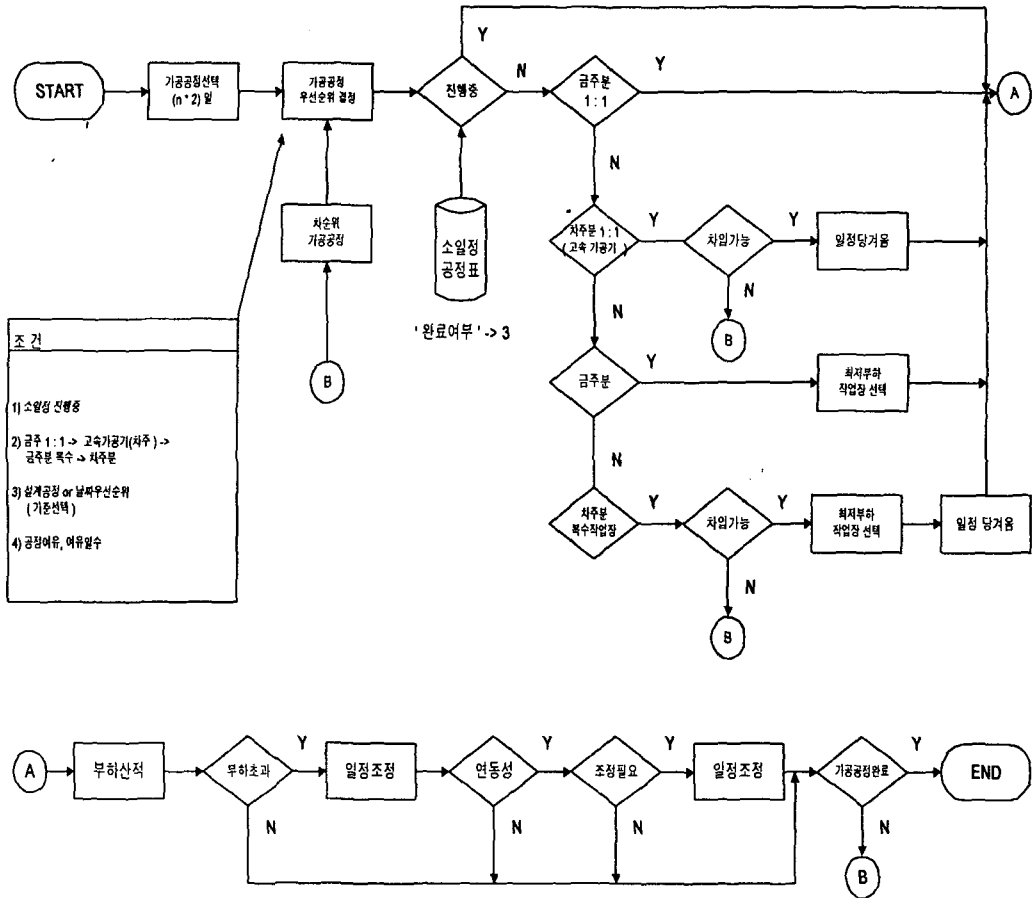 START
가공공정선택
(n * 2) 일
가공공정
우선순위 결정
진행중
Y
N
금주분
1 : 1
Y
A
N
차순위
가공공정
B
소일정
공정표
' 완료여부 ' -> 3
차주분 1 : 1
( 고속 가공기 )
Y
차입가능
Y
일정당겨옴
N
B
N
금주분
Y
최저부하
작업장 선택
N
차주분
복수작업장
Y
차입가능
Y
최저부하
작업장 선택
일정 당겨옴
N
B
조 건
1) 소일정 진행중
2) 금주 1 : 1 -> 고속가공기(차주 ) ->
금주분 복수 -> 차주분
3) 설계공정 or 날짜우선순위
( 기준선택 )
4) 공정여유, 여유일수
A
부하산적
부하초과
Y
일정조정
연동성
Y
조정필요
Y
일정조정
가공공정완료
Y
END
N
N
N
N
B